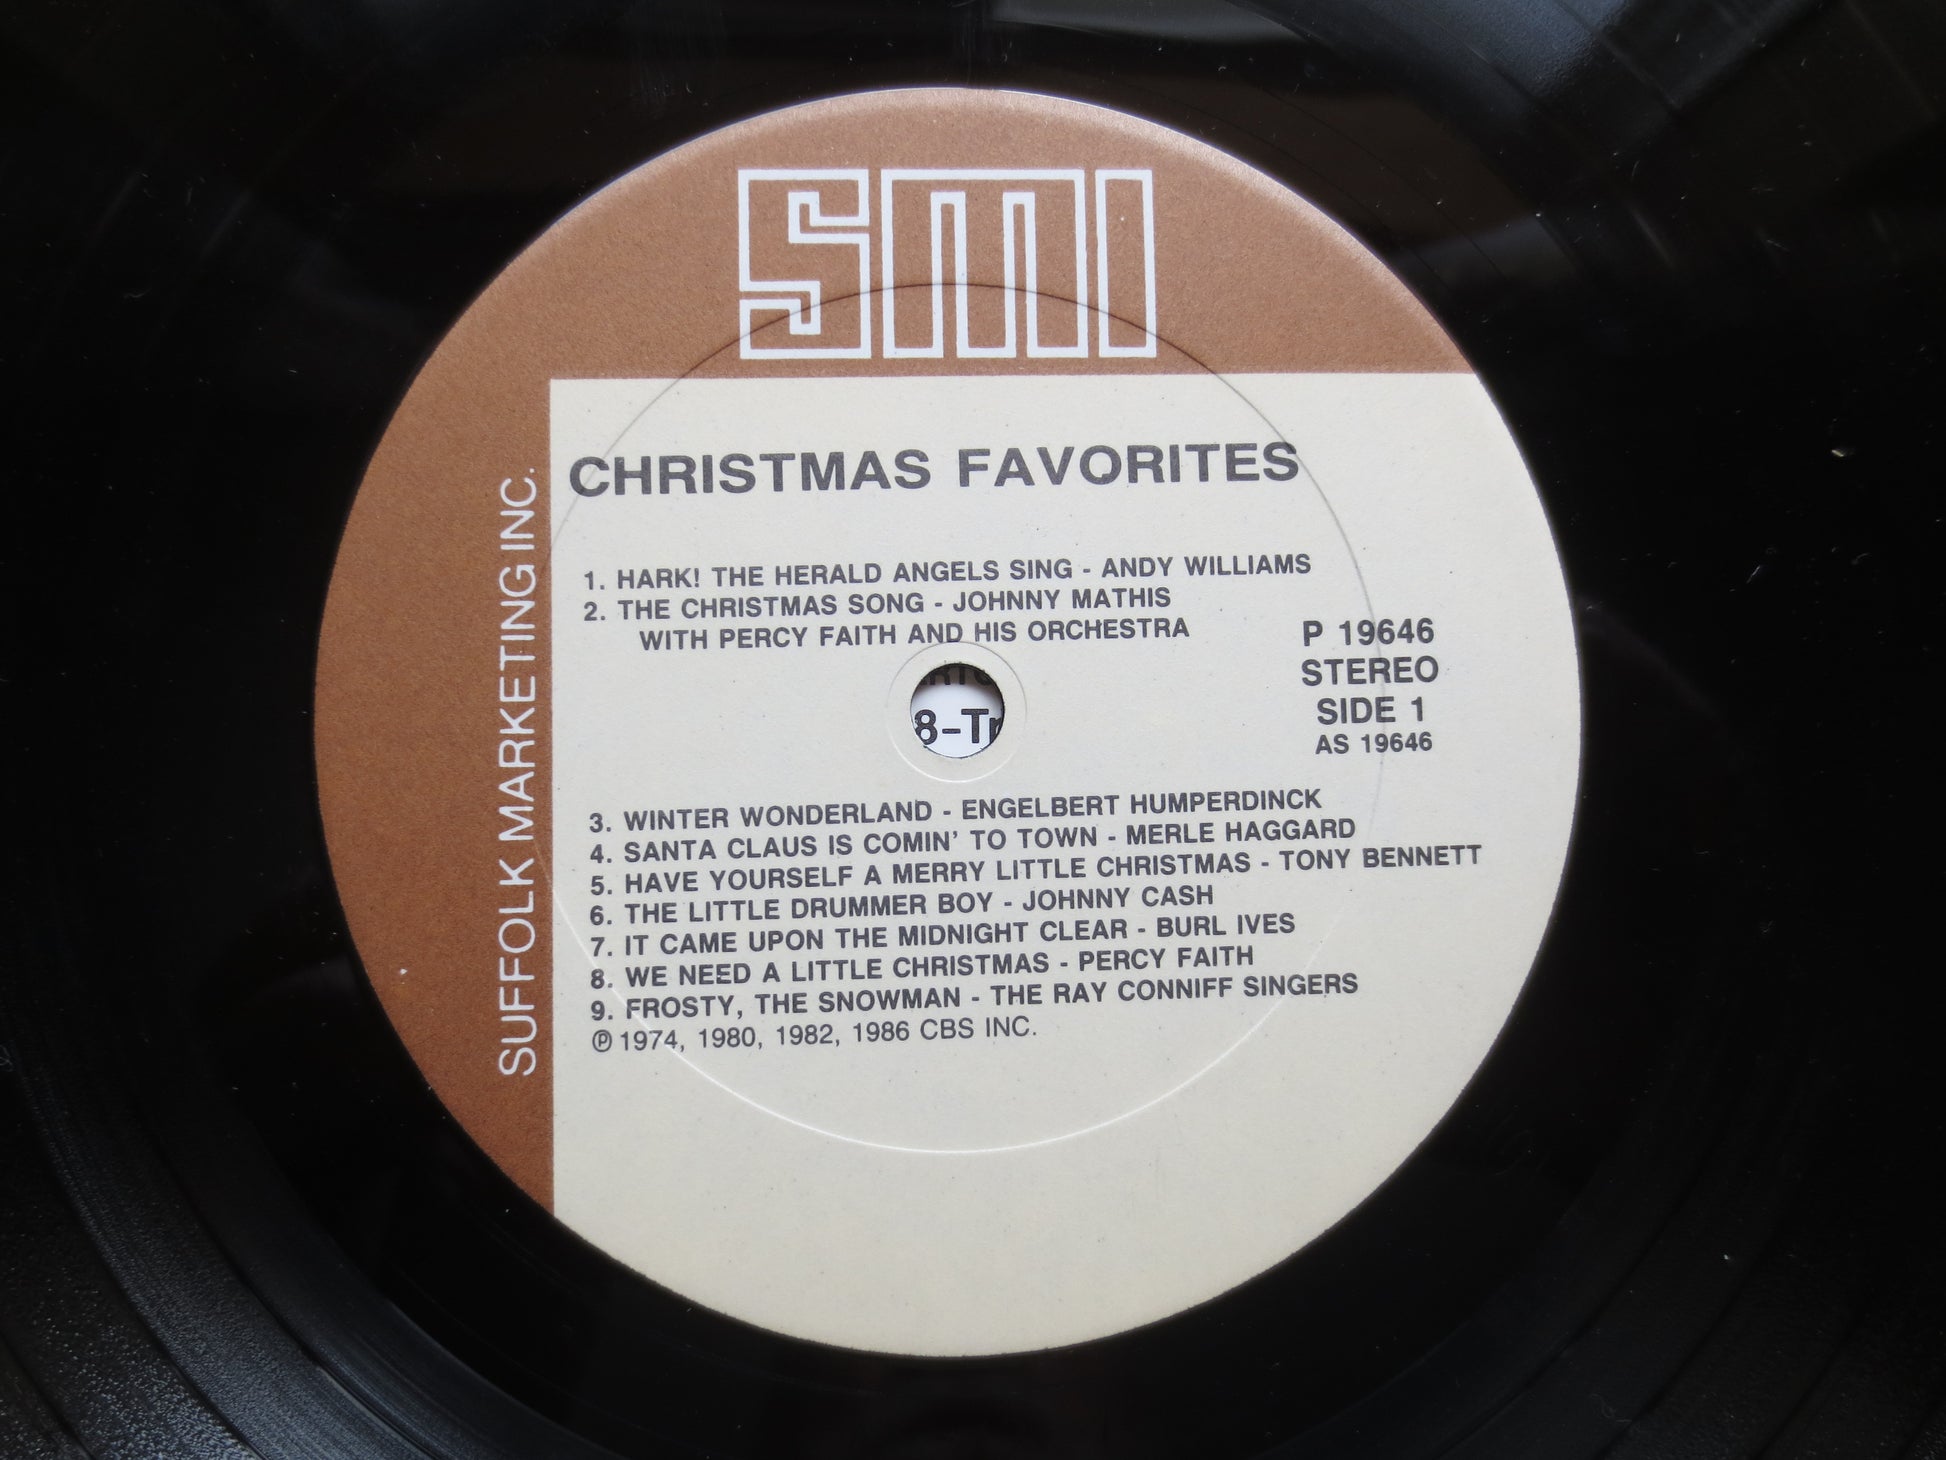 SMI
SUFFOLK MARKETING INC.
CHRISTMAS FAVORITES
1. HARK! THE HERALD ANGELS SING - ANDY WILLIAMS
2. THE CHRISTMAS SONG - JOHNNY MATHIS
WITH PERCY FAITH AND HIS ORCHESTRA
P 19646
STEREO
SIDE 1
AS 19646
8-Tr
3. WINTER WONDERLAND - ENGELBERT HUMPERDINCK
4. SANTA CLAUS IS COMIN' TO TOWN - MERLE HAGGARD
5. HAVE YOURSELF A MERRY LITTLE CHRISTMAS - TONY BENNETT
6. THE LITTLE DRUMMER BOY - JOHNNY CASH
7. IT CAME UPON THE MIDNIGHT CLEAR - BURL IVES
8. WE NEED A LITTLE CHRISTMAS - PERCY FAITH
9. FROSTY, THE SNOWMAN - THE RAY CONNIFF SINGERS
℗ 1974, 1980, 1982, 1986 CBS INC.